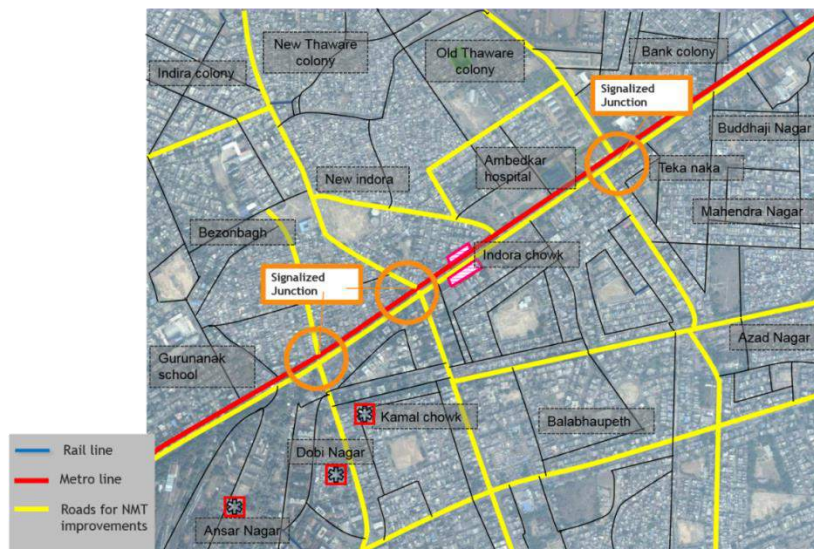 New Thaware
colony
Old Thaware
colony
Bank colony
Indira colony
Signalized
Junction
Buddhaji Nagar
Ambedkar
hospital
Teka naka
New indora
Mahendra Nagar
Bezonbagh
Indora chowk
Signalized
Junction
Azad Nagar
Gurunanak
school
Kamal chowk
Balabhaupeth
Dobi Nagar
Ansar Nagar
Rail line
Metro line
Roads for NMT
improvements